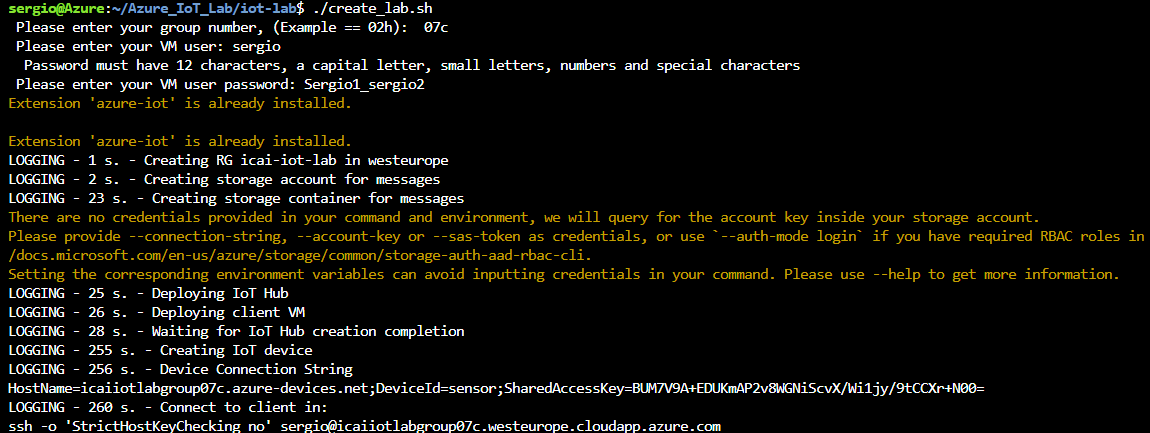 sergio@Azure:~/Azure_IoT_Lab/iot-lab$ ./create_lab.sh
Please enter your group number, (Example == 02h): 07c
Please enter your VM user: sergio
Password must have 12 characters, a capital letter, small letters, numbers and special characters
Please enter your VM user password: Sergio1_sergio2
Extension 'azure-iot' is already installed.
Extension 'azure-iot' is already installed.
LOGGING - 1 s. - Creating RG icai-iot-lab in westeurope
LOGGING - 2 s. - Creating storage account for messages
LOGGING - 23 s. - Creating storage container for messages
There are no credentials provided in your command and environment, we will query for the account key inside your storage account.
Please provide --connection-string, --account-key or --sas-token as credentials, or use `--auth-mode login` if you have required RBAC roles in
/docs.microsoft.com/en-us/azure/storage/common/storage-auth-aad-rbac-cli.
Setting the corresponding environment variables can avoid inputting credentials in your command. Please use --help to get more information.
LOGGING - 25 s. - Deploying IoT Hub
LOGGING - 26 s. - Deploying client VM
LOGGING - 28 s. - Waiting for IoT Hub creation completion
LOGGING - 255 s. - Creating IoT device
LOGGING - 256 s. - Device Connection String
HostName=icaiiotlabgroup07c.azure-devices.net;DeviceId=sensor;SharedAccessKey=BUM7V9A+EDUKmAP2v8WGNiScvX/Wi1jy/9tCCXr+N00=
LOGGING - 260 s. - Connect to client in:
ssh -o 'StrictHostKeyChecking no' sergio@icaiiotlabgroup07c.westeurope.cloudapp.azure.com